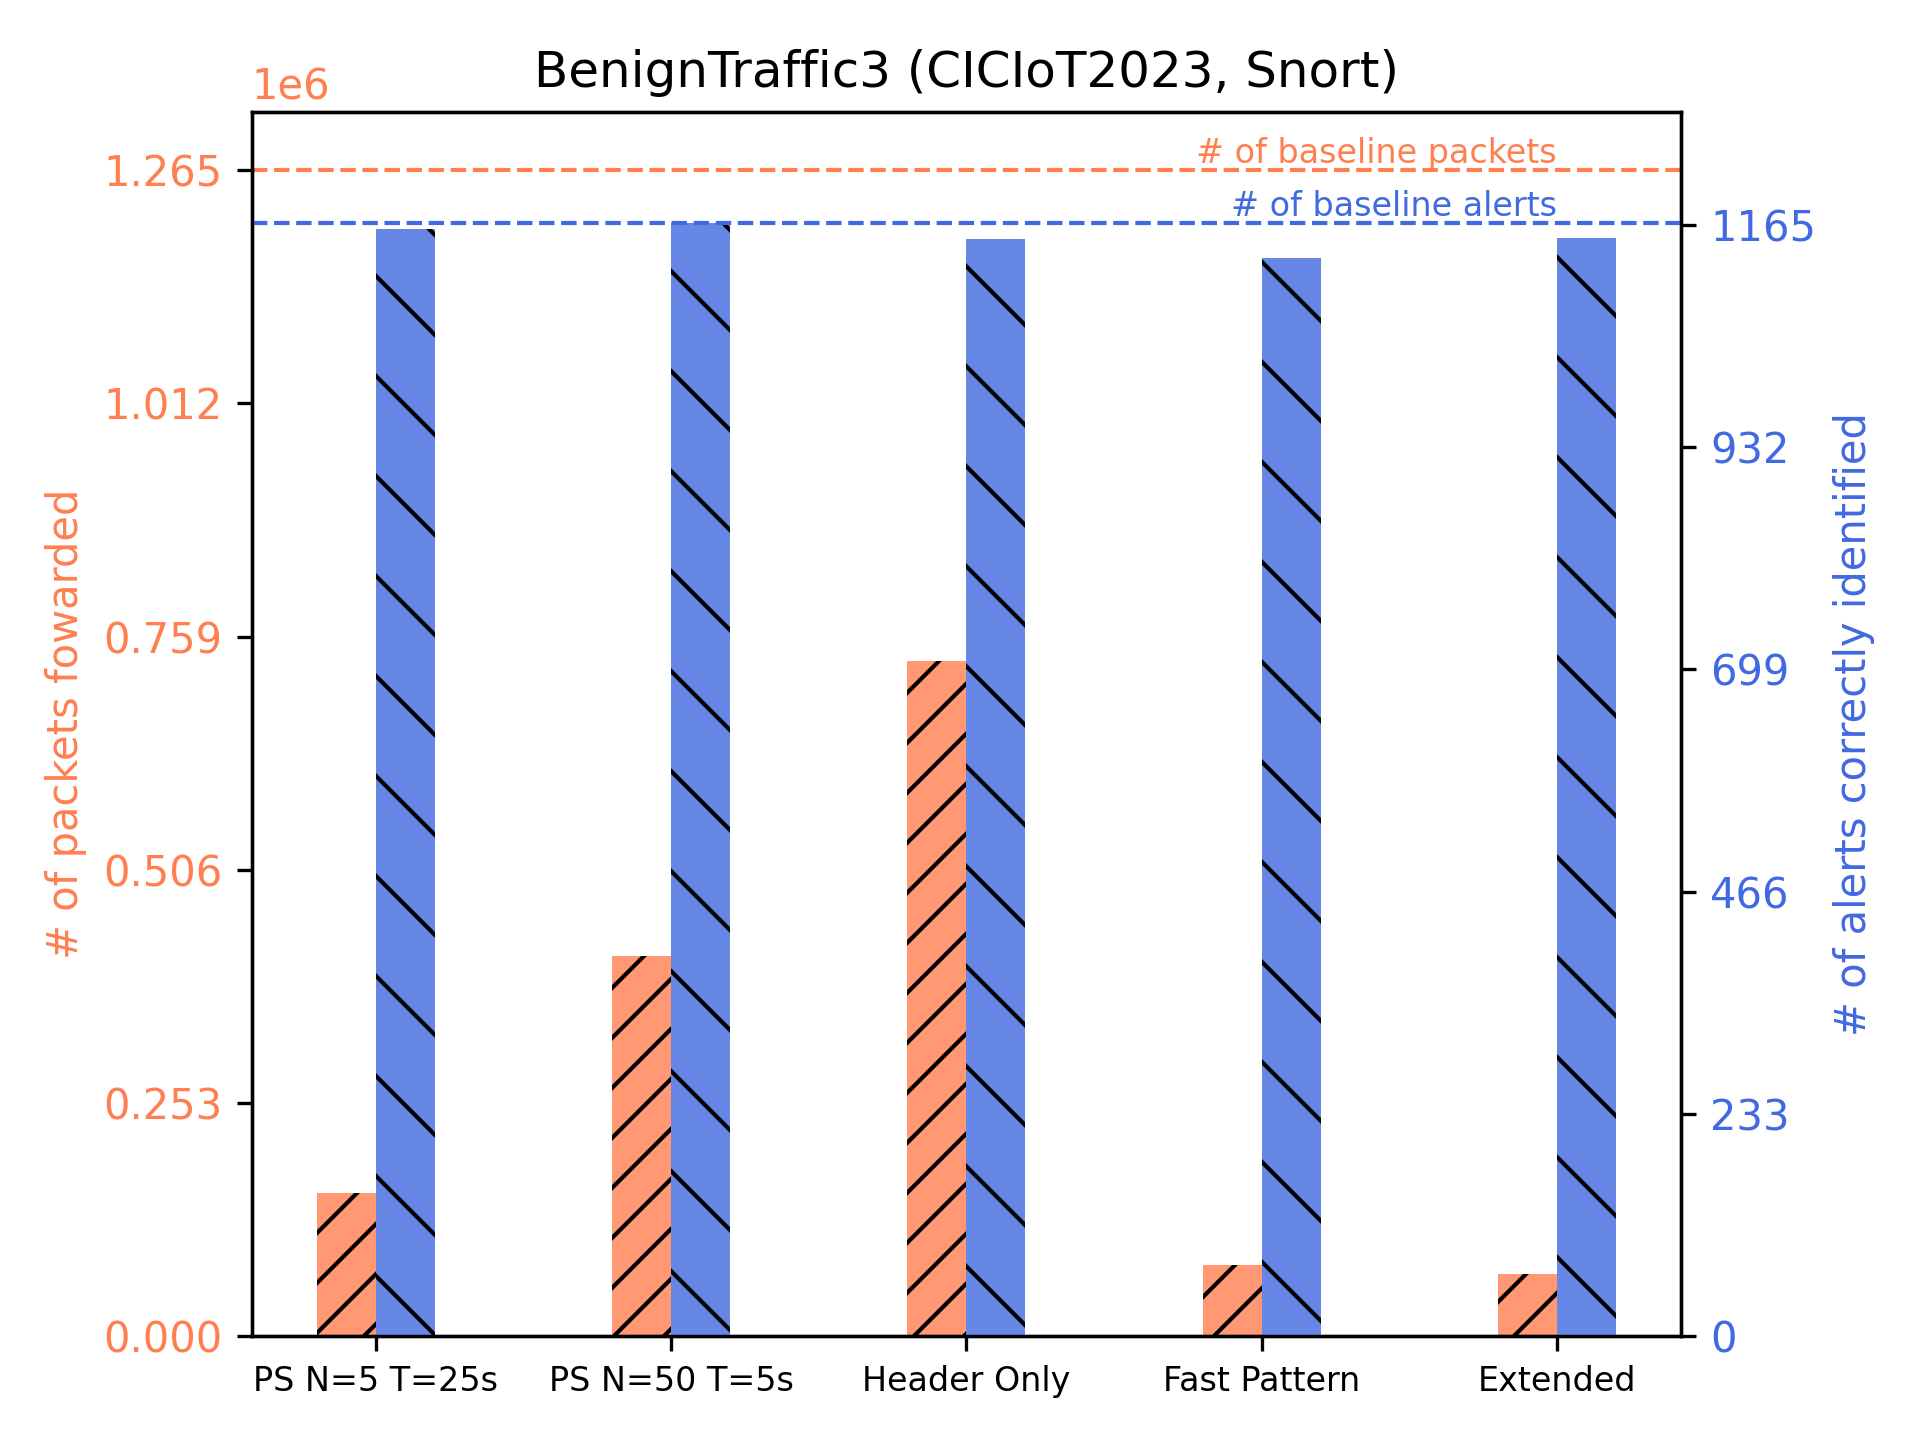 BenignTraffic3 (CICIoT2023, Snort)
1e6
# of baseline packets
# of baseline alerts
1.265
1.012
0.759
0.506
0.253
0.000
# of packets fowarded
1165
932
699
466
233
0
# of alerts correctly identified
PS N=5 T=25s
PS N=50 T=5s
Header Only
Fast Pattern
Extended